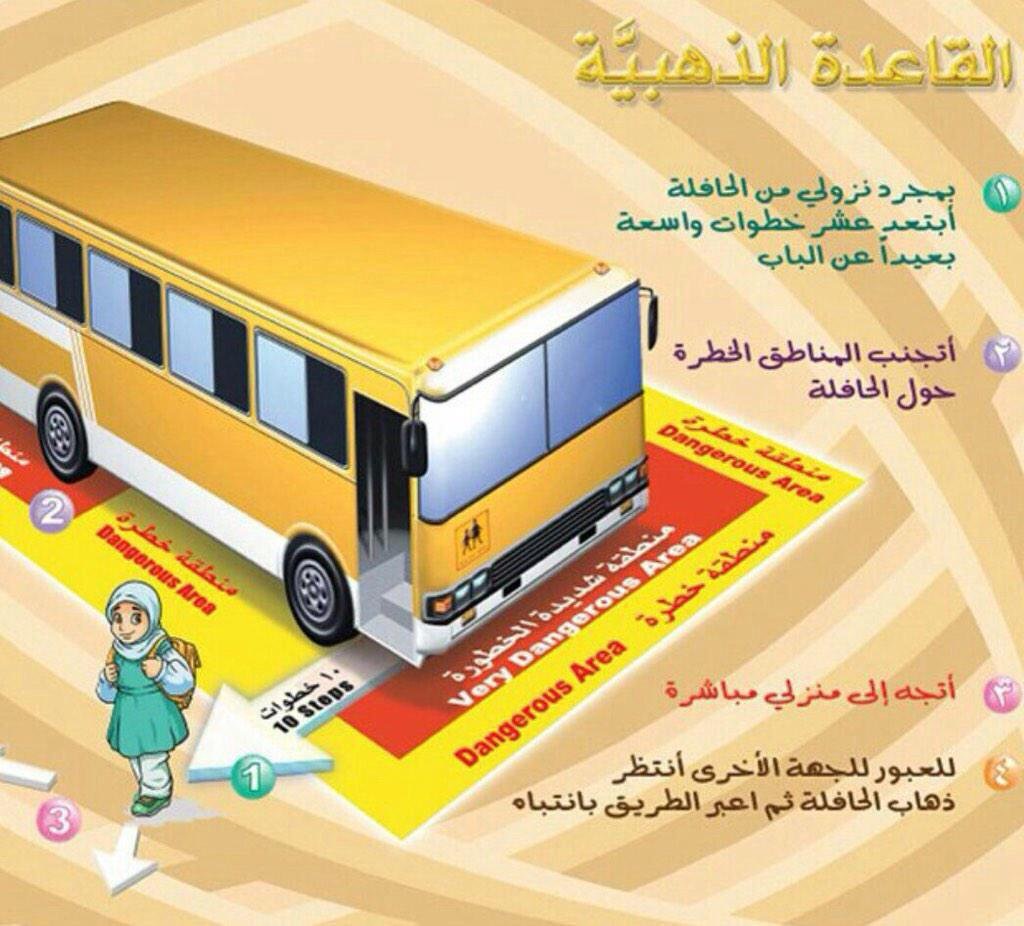 القاعدة الذهبيَّة
١
بمجرد نزولي من الحافلة
أبتعد عشر خطوات واسعة
بعيداً عن الباب
٢
أتجنب المناطق الخطرة
حول الحافلة
منطقة خطرة
Dangerous Area
منطقة شديدة الخطورة
Very Dangerous Area
منطقة خطرة
Dangerous Area
2
منطقة خطرة
Dangerous Area
١٠ خطوات
10 Steps
1
3
٣
أتجه إلى منزلي مباشرة
٤
للعبور للجهة الأخرى أنتظر
ذهاب الحافلة ثم اعبر الطريق بانتباه